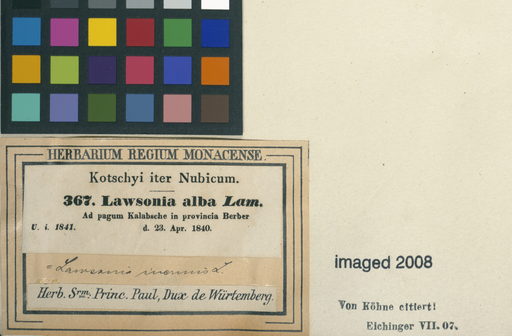 HERBARIUM REGIUM MONACENSE.
Kotschyi iter Nubicum.
367. Lawsonia alba Lam.
Ad pagum Kalabsche in provincia Berber
U. i. 1841. d. 23. Apr. 1840.
= Lawsonia inermis L.
Herb. Srm. Princ. Paul, Dux de Würtemberg.
imaged 2008
Von Köhne citiert!
Eichinger VII. 07.